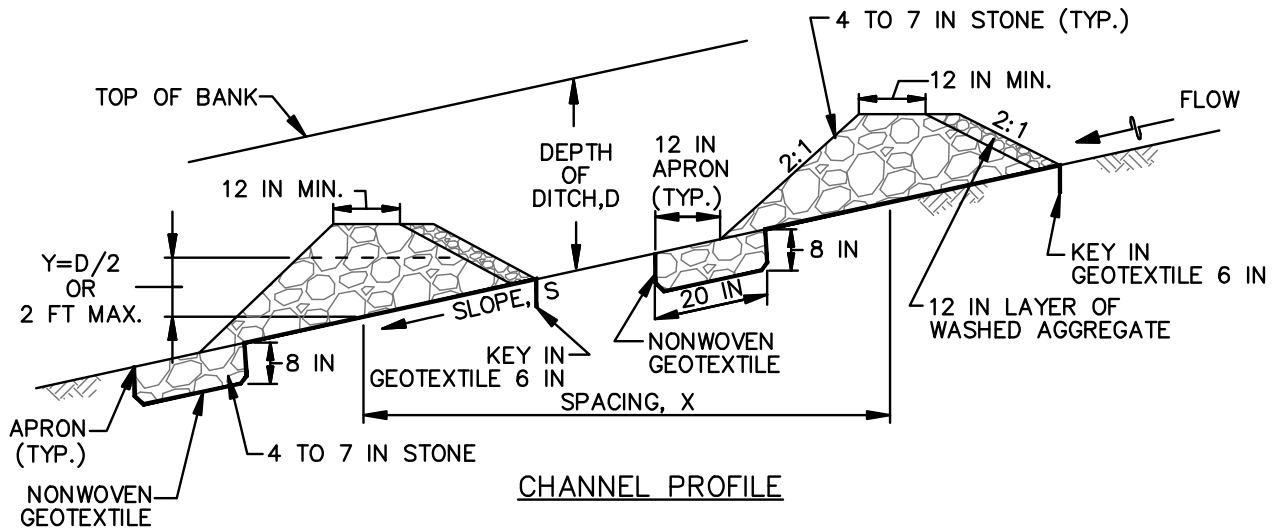 4 TO 7 IN STONE (TYP.)
12 IN MIN.
FLOW
TOP OF BANK
2:1
2:1
DEPTH
OF
DITCH,D
12 IN
APRON
(TYP.)
12 IN MIN.
Y=D/2
OR
2 FT MAX.
8 IN
KEY IN
GEOTEXTILE 6 IN
20 IN
SLOPE, S
12 IN LAYER OF
WASHED AGGREGATE
NONWOVEN
GEOTEXTILE
KEY IN
GEOTEXTILE 6 IN
8 IN
SPACING, X
APRON
(TYP.)
4 TO 7 IN STONE
NONWOVEN
GEOTEXTILE
CHANNEL PROFILE